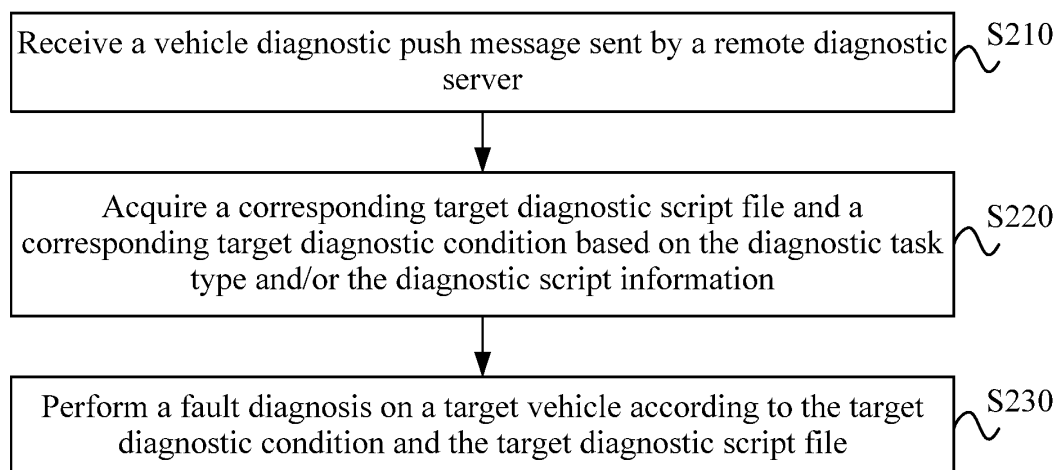 Receive a vehicle diagnostic push message sent by a remote diagnostic
server
S210
Acquire a corresponding target diagnostic script file and a
corresponding target diagnostic condition based on the diagnostic task
type and/or the diagnostic script information
S220
Perform a fault diagnosis on a target vehicle according to the target
diagnostic condition and the target diagnostic script file
S230